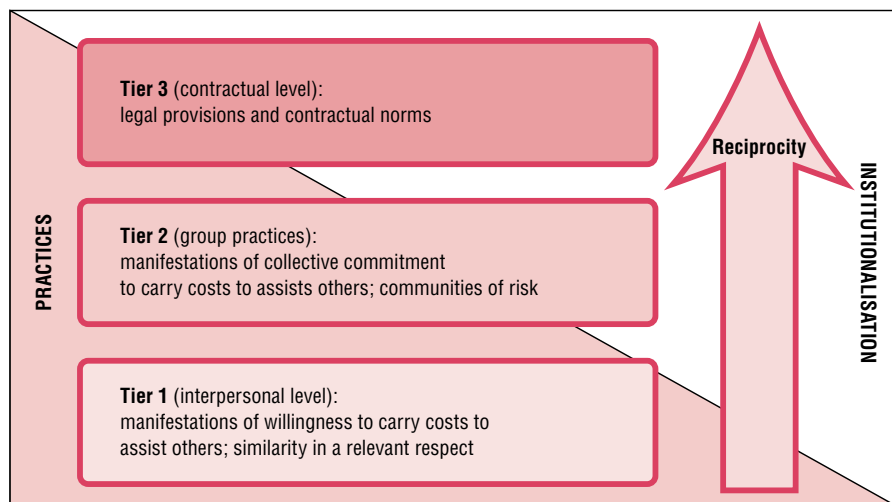 PRACTICES
Tier 3 (contractual level):
legal provisions and contractual norms
Tier 2 (group practices):
manifestations of collective commitment
to carry costs to assists others; communities of risk
Tier 1 (interpersonal level):
manifestations of willingness to carry costs to
assist others; similarity in a relevant respect
Reciprocity
INSTITUTIONALISATION